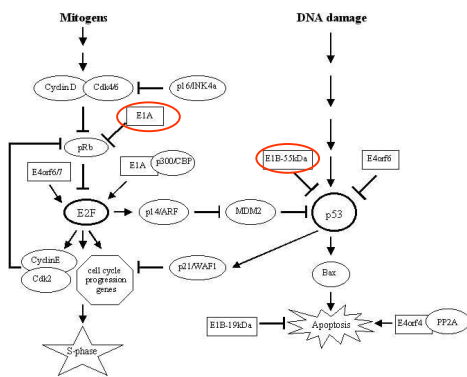 Mitogens
DNA damage
Cyclin D
Cdk4/6
p16/INK4a
E1A
pRb
E1A
p300/CBP
E1B-55kDa
E4orf6
E4orf6/7
E2F
p14/ARF
MDM2
p53
CyclinE
Cdk2
cell cycle
progression
genes
p21/WAF1
Bax
S-phase
E1B-19kDa
Apoptosis
E4orf4
PP2A